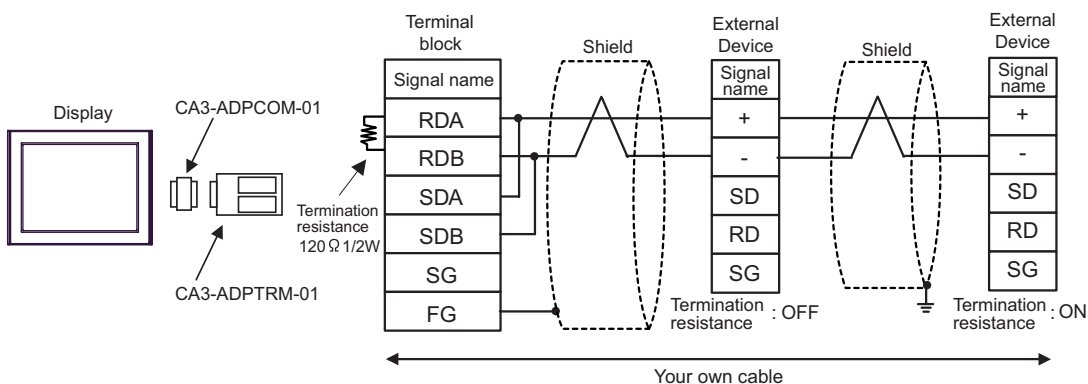 Display
CA3-ADPCOM-01
CA3-ADPTRM-01
Termination
resistance
120Ω1/2W
Terminal
block
Signal name
RDA
RDB
SDA
SDB
SG
FG
Shield
External
Device
Signal
name
+
-
SD
RD
SG
Termination
resistance : OFF
Shield
External
Device
Signal
name
+
-
SD
RD
SG
Termination
resistance : ON
Your own cable